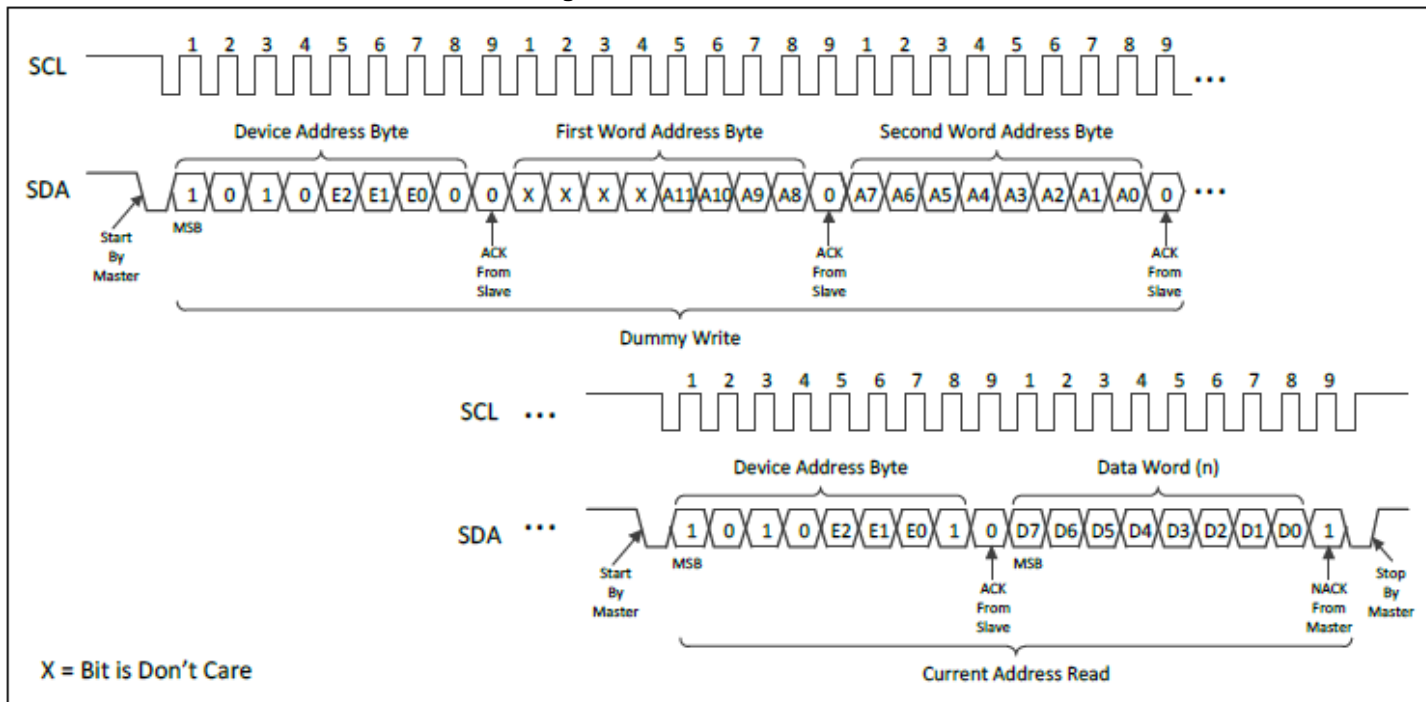 1 2 3 4 5 6 7 8 9 1 2 3 4 5 6 7 8 9 1 2 3 4 5 6 7 8 9
SCL ...
Device Address Byte First Word Address Byte Second Word Address Byte
SDA 1 0 1 0 E2 E1 E0 0 0 X X X X A11 A10 A9 A8 0 A7 A6 A5 A4 A3 A2 A1 A0 0 ...
MSB
Start
By
Master
ACK
From
Slave
ACK
From
Slave
ACK
From
Slave
Dummy Write
1 2 3 4 5 6 7 8 9 1 2 3 4 5 6 7 8 9
SCL ...
Device Address Byte Data Word (n)
SDA ... 1 0 1 0 E2 E1 E0 1 0 D7 D6 D5 D4 D3 D2 D1 D0 1
MSB MSB
Start
By
Master
ACK
From
Slave
NACK
From
Master
Stop
By
Master
X = Bit is Don't Care
Current Address Read